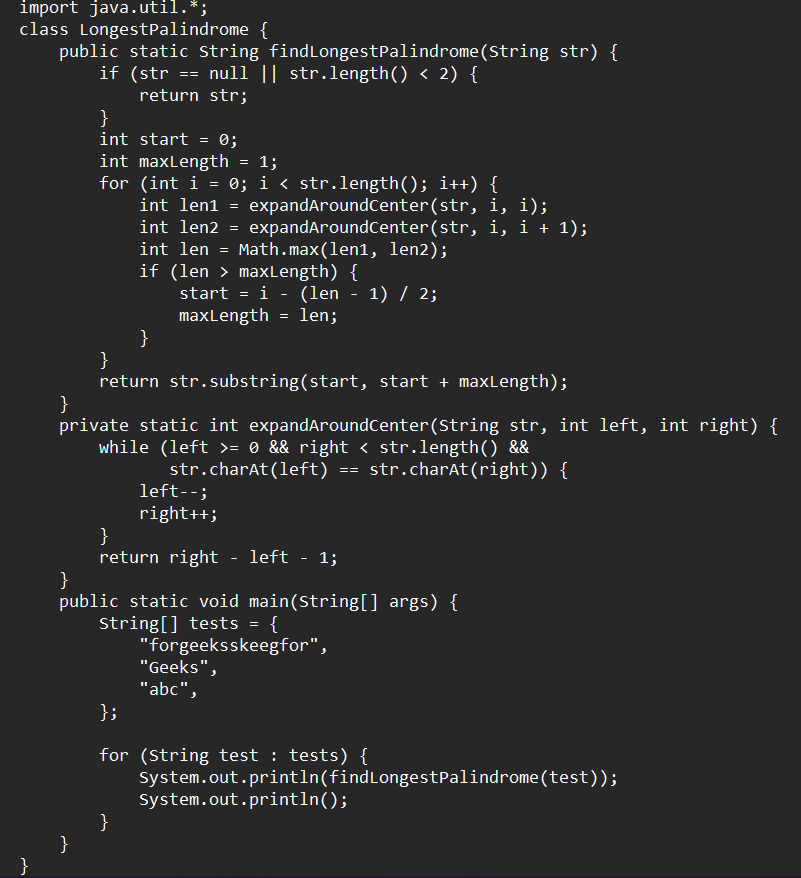 import java.util.*;
class LongestPalindrome {
    public static String findLongestPalindrome(String str) {
        if (str == null || str.length() < 2) {
            return str;
        }
        int start = 0;
        int maxLength = 1;
        for (int i = 0; i < str.length(); i++) {
            int len1 = expandAroundCenter(str, i, i);
            int len2 = expandAroundCenter(str, i, i + 1);
            int len = Math.max(len1, len2);
            if (len > maxLength) {
                start = i - (len - 1) / 2;
                maxLength = len;
            }
        }
        return str.substring(start, start + maxLength);
    }
    private static int expandAroundCenter(String str, int left, int right) {
        while (left >= 0 && right < str.length() &&
               str.charAt(left) == str.charAt(right)) {
            left--;
            right++;
        }
        return right - left - 1;
    }
    public static void main(String[] args) {
        String[] tests = {
            "forgeeksskeegfor",
            "Geeks",
            "abc",
        };

        for (String test : tests) {
            System.out.println(findLongestPalindrome(test));
            System.out.println();
        }
    }
}